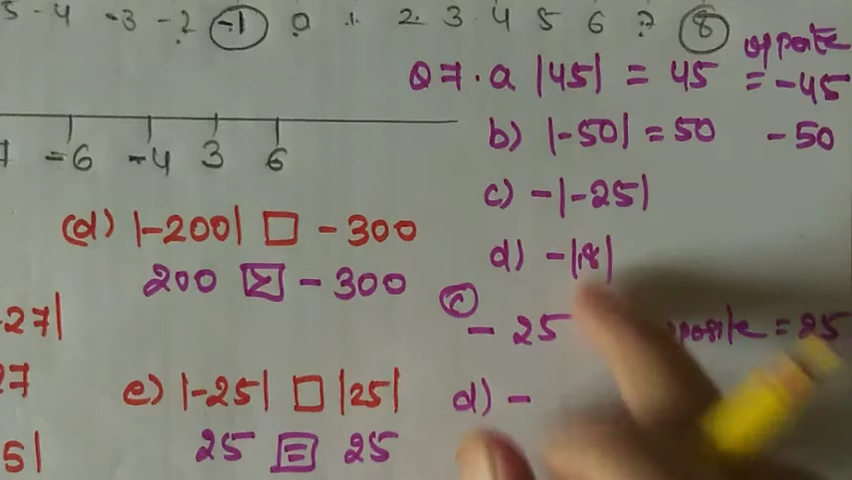 5 -4 -3 -2 -1 0 1 2 3 4 5 6 7 8
opposite
Q7. a |45| = 45 = -45
b) |-50| = 50 -50
-6 -4 3 6
c) -|-25|
(d) |-200| □ -300
d) -|18|
200 > -300
27|
c
- 25 opposite = 25
27
e) |-25| □ |25|
d) -
25 = 25
5|